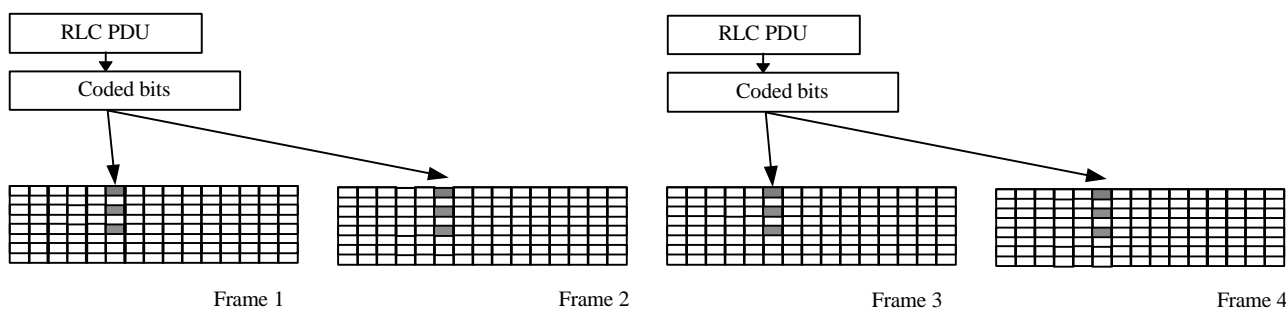 RLC PDU
Coded bits
RLC PDU
Coded bits
Frame 1
Frame 2
Frame 3
Frame 4